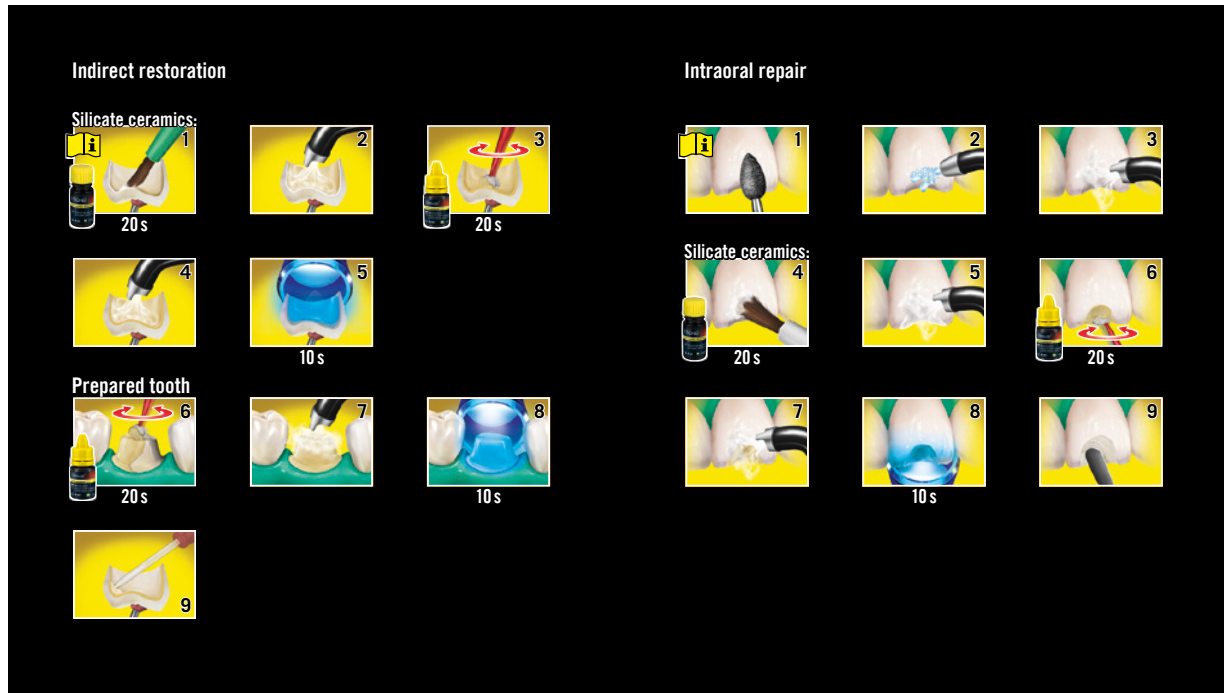 Indirect restoration
Silicate ceramics:
1
20 s
2
3
20 s
4
5
10 s
Prepared tooth
6
20 s
7
8
10 s
9
Intraoral repair
1
2
3
Silicate ceramics:
4
20 s
5
6
20 s
7
8
10 s
9